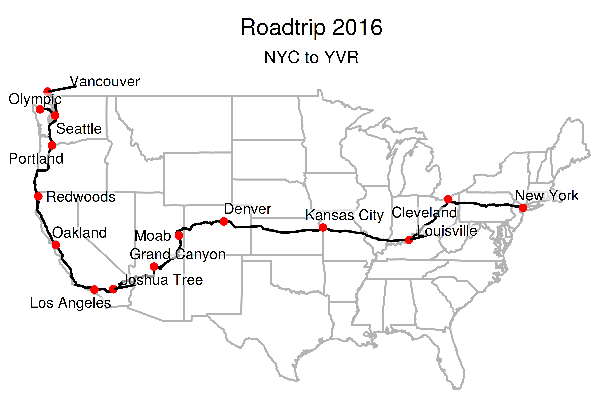 Roadtrip 2016
NYC to YVR
Vancouver
Olympic
Seattle
Portland
Redwoods
New York
Denver
Kansas City
Cleveland
Louisville
Oakland
Moab
Grand Canyon
Joshua Tree
Los Angeles